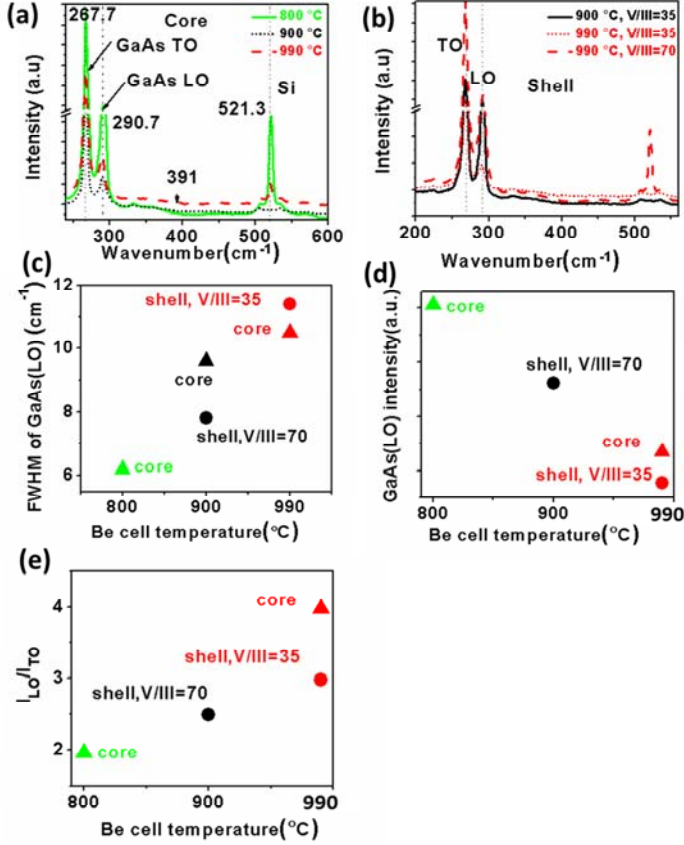 (a)
267.7
Core
800 °C
900 °C
990 °C
GaAs TO
GaAs LO
Si
290.7
521.3
391
Intensity (a.u)
300 400 500 600
Wavenumber(cm⁻¹)
(b)
900 °C, V/III=35
990 °C, V/III=35
990 °C, V/III=70
TO
LO
Shell
Intensity (a.u)
200 300 400 500
Wavenumber(cm⁻¹)
(c)
12
10
8
6
shell, V/III=35
core
core
shell,V/III=70
core
FWHM of GaAs(LO) (cm⁻¹)
800 900 990
Be cell temperature(°C)
(d)
core
shell, V/III=70
core
shell, V/III=35
GaAs(LO) intensity(a.u.)
800 900 990
Be cell temperature(°C)
(e)
4
3
2
core
shell,V/III=35
shell,V/III=70
core
I_LO/I_TO
800 900 990
Be cell temperature(°C)